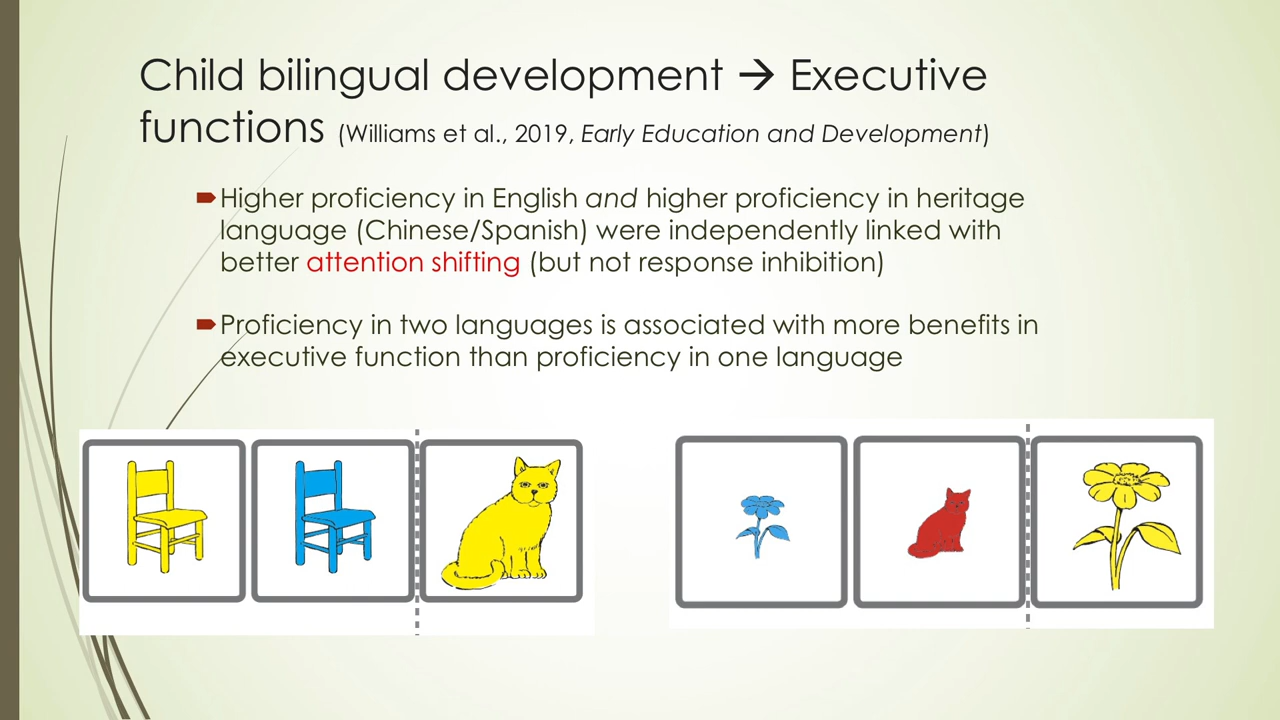 Child bilingual development → Executive
functions (Williams et al., 2019, Early Education and Development)
Higher proficiency in English and higher proficiency in heritage
language (Chinese/Spanish) were independently linked with
better attention shifting (but not response inhibition)
Proficiency in two languages is associated with more benefits in
executive function than proficiency in one language